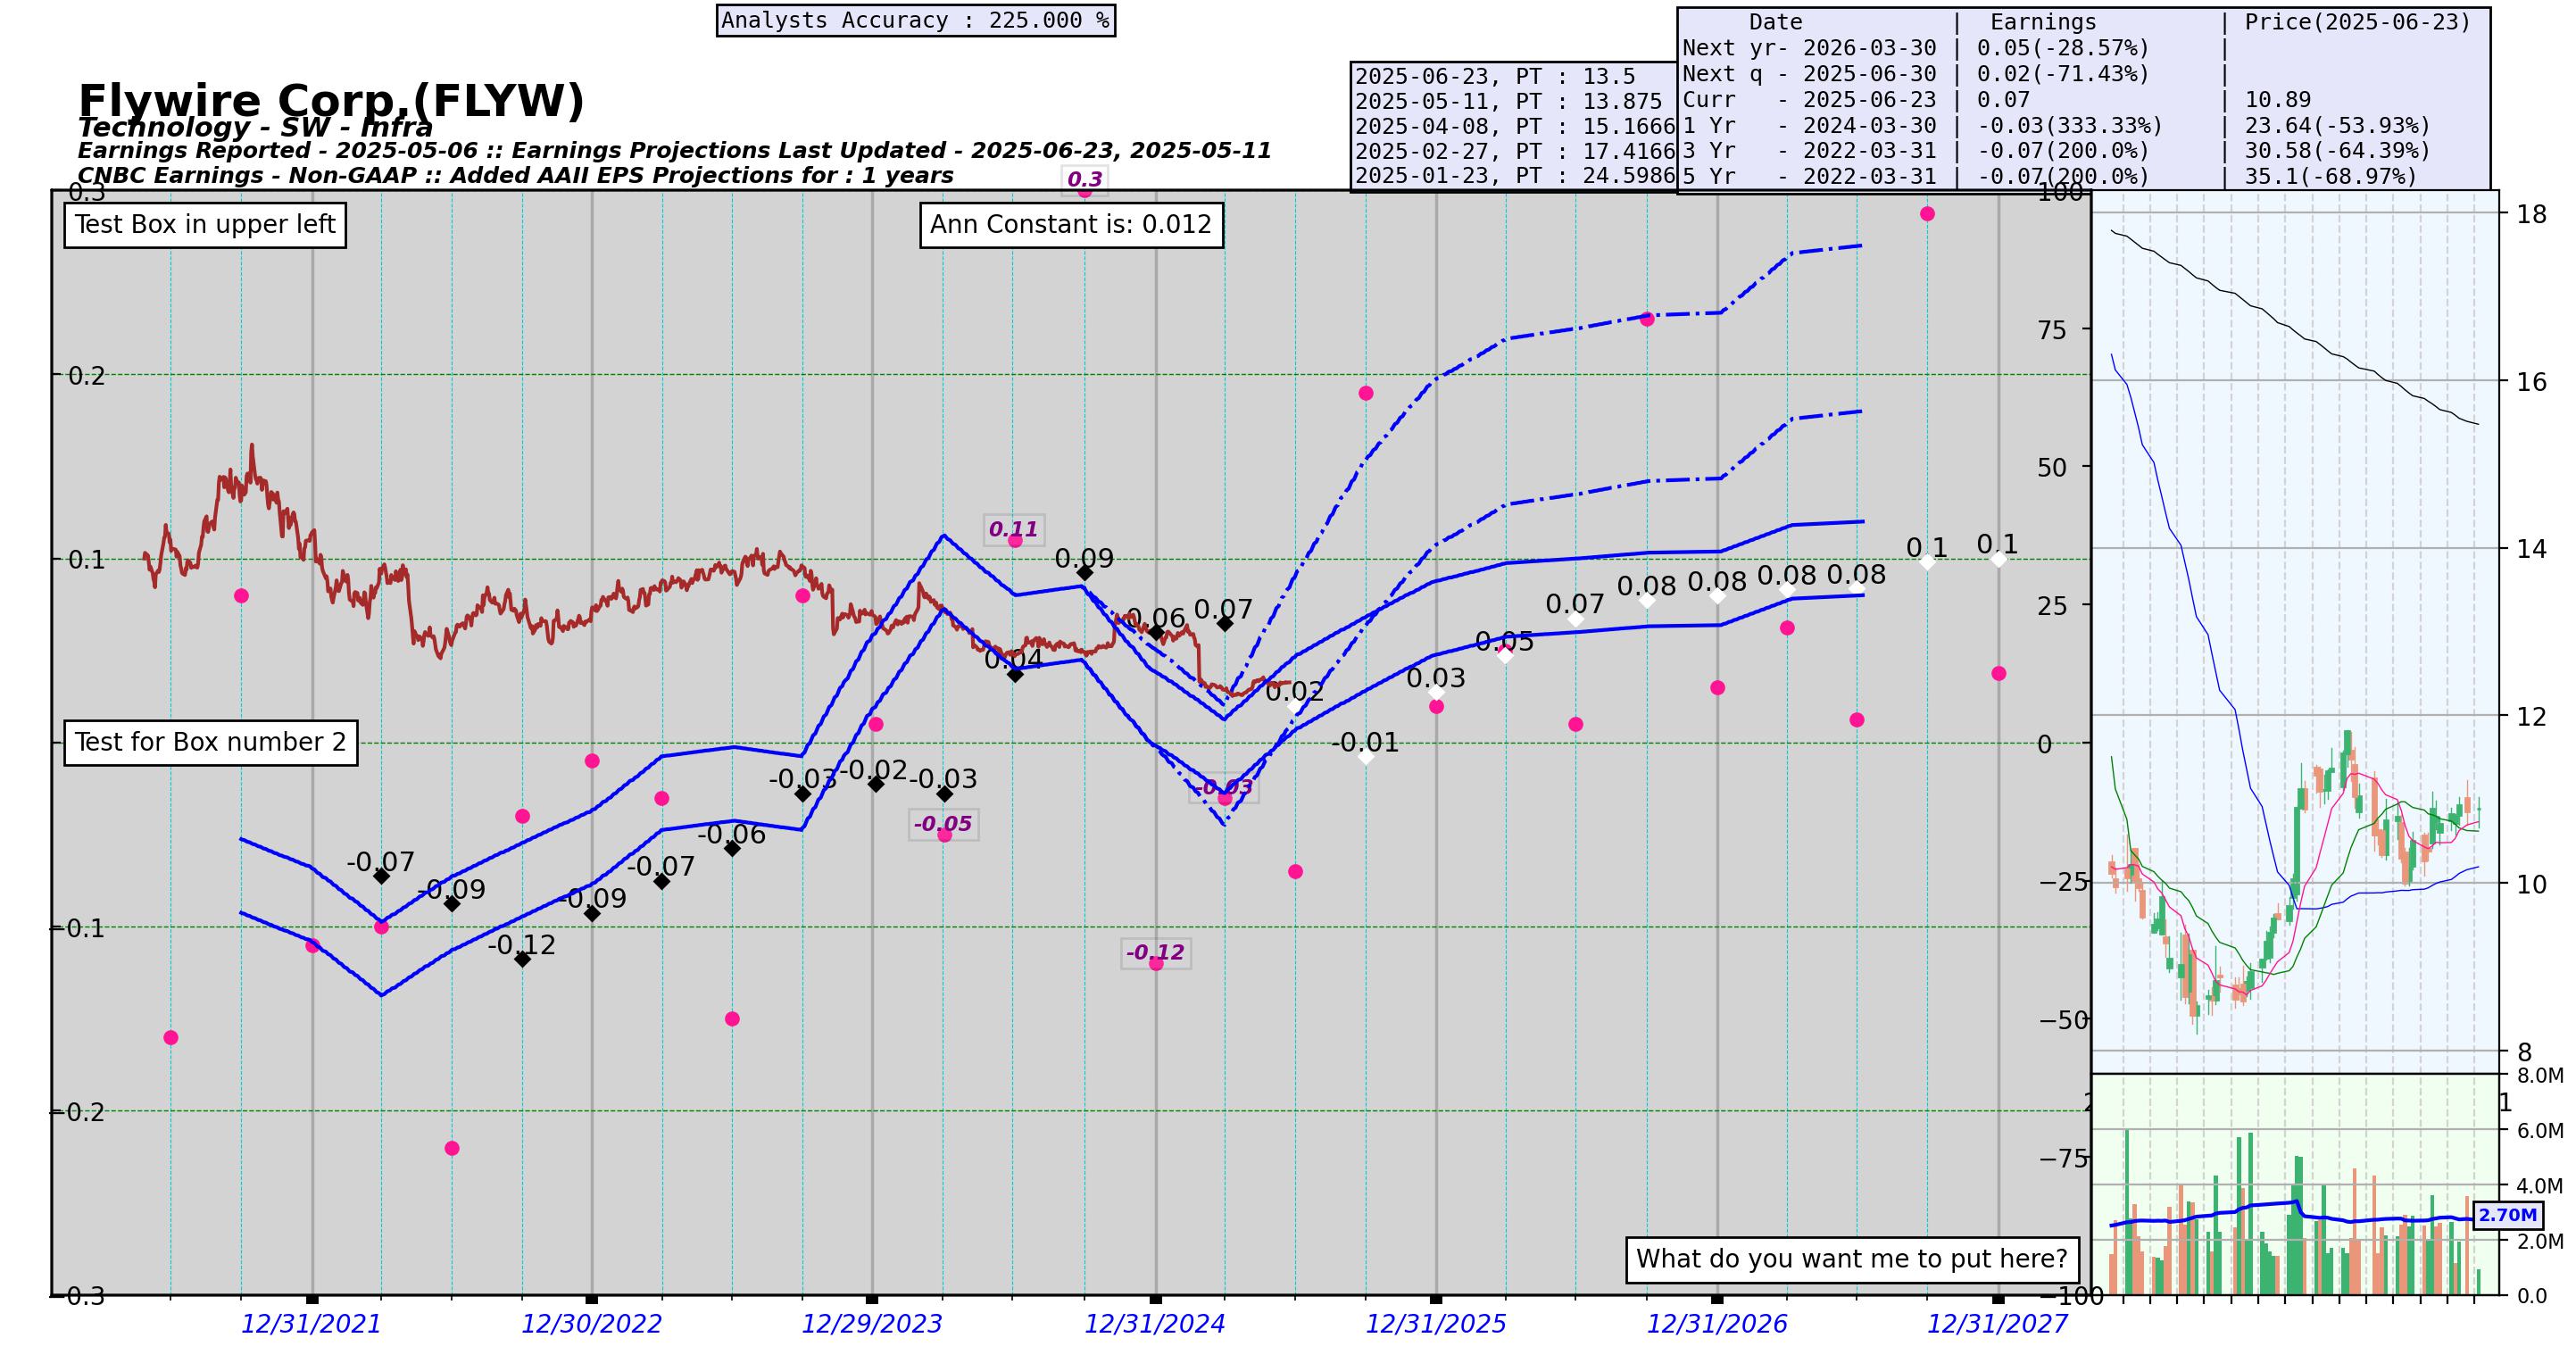 Analysts Accuracy : 225.000 %
Date | Earnings | Price(2025-06-23)
Next yr- 2026-03-30 | 0.05(-28.57%) |
Next q - 2025-06-30 | 0.02(-71.43%) |
Curr - 2025-06-23 | 0.07 | 10.89
1 Yr - 2024-03-30 | -0.03(333.33%) | 23.64(-53.93%)
3 Yr - 2022-03-31 | -0.07(200.0%) | 30.58(-64.39%)
5 Yr - 2022-03-31 | -0.07(200.0%) | 35.1(-68.97%)
2025-06-23, PT : 13.5
2025-05-11, PT : 13.875
2025-04-08, PT : 15.1666
2025-02-27, PT : 17.4166
2025-01-23, PT : 24.5986
Flywire Corp,(FLYW)
Technology - SW - Infra
Earnings Reported - 2025-05-06 :: Earnings Projections Last Updated - 2025-06-23, 2025-05-11
CNBC Earnings - Non-GAAP :: Added AAII EPS Projections for : 1 years
Test Box in upper left
Ann Constant is: 0.012
Test for Box number 2
What do you want me to put here?
0.3
0.2
0.1
−0.1
−0.2
−0.3
-0.07
-0.09
-0.12
-0.09
-0.07
-0.06
-0.03
-0.02
-0.03
0.04
0.09
0.06
0.07
0.02
-0.01
0.03
0.05
0.07
0.08
0.08
0.08
0.08
0.1
0.1
-0.05
0.11
0.3
-0.12
-0.03
100
75
50
25
0
−25
−50
−75
−100
18
16
14
12
10
8
8.0M
6.0M
4.0M
2.70M
2.0M
0.0
12/31/2021
12/30/2022
12/29/2023
12/31/2024
12/31/2025
12/31/2026
12/31/2027